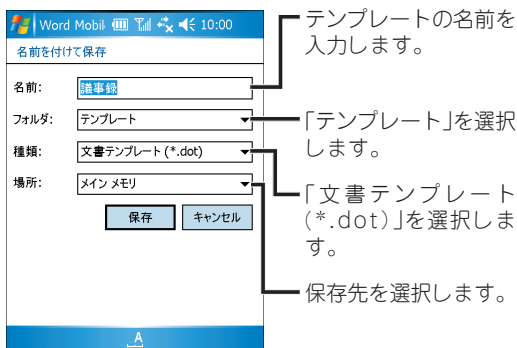 Word Mobil 10:00
名前を付けて保存
名前: 議事録
フォルダ: テンプレート
種類: 文書テンプレート (*.dot)
場所: メイン メモリ
保存 キャンセル
A
テンプレートの名前を
入力します。
「テンプレート」を選択
します。
「文書テンプレート
(*.dot)」を選択しま
す。
保存先を選択します。